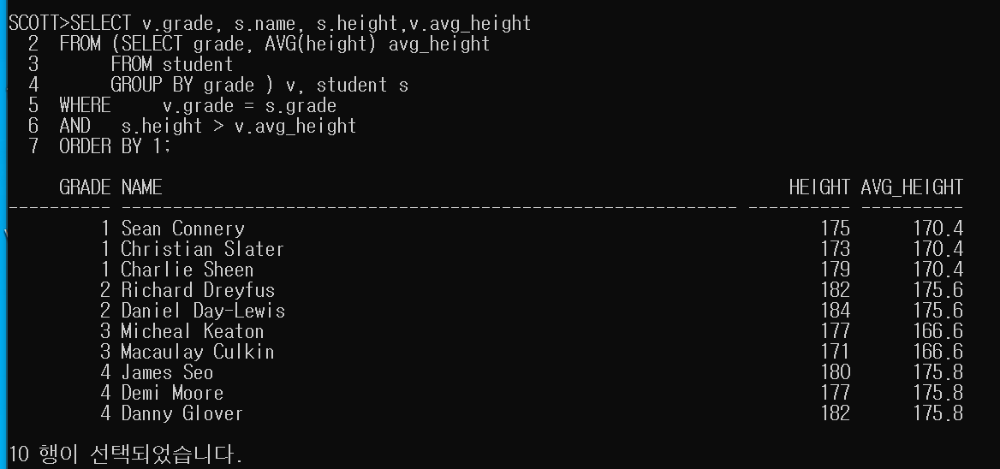 SCOTT>SELECT v.grade, s.name, s.height,v.avg_height
  2  FROM (SELECT grade, AVG(height) avg_height
  3       FROM student
  4       GROUP BY grade ) v, student s
  5  WHERE     v.grade = s.grade
  6  AND   s.height > v.avg_height
  7  ORDER BY 1;
     GRADE NAME                                                             HEIGHT AVG_HEIGHT
---------- ------------------------------------------------------------ ---------- ----------
         1 Sean Connery                                                        175      170.4
         1 Christian Slater                                                    173      170.4
         1 Charlie Sheen                                                       179      170.4
         2 Richard Dreyfus                                                     182      175.6
         2 Daniel Day-Lewis                                                    184      175.6
         3 Micheal Keaton                                                      177      166.6
         3 Macaulay Culkin                                                     171      166.6
         4 James Seo                                                           180      175.8
         4 Demi Moore                                                          177      175.8
         4 Danny Glover                                                        182      175.8
10 행이 선택되었습니다.